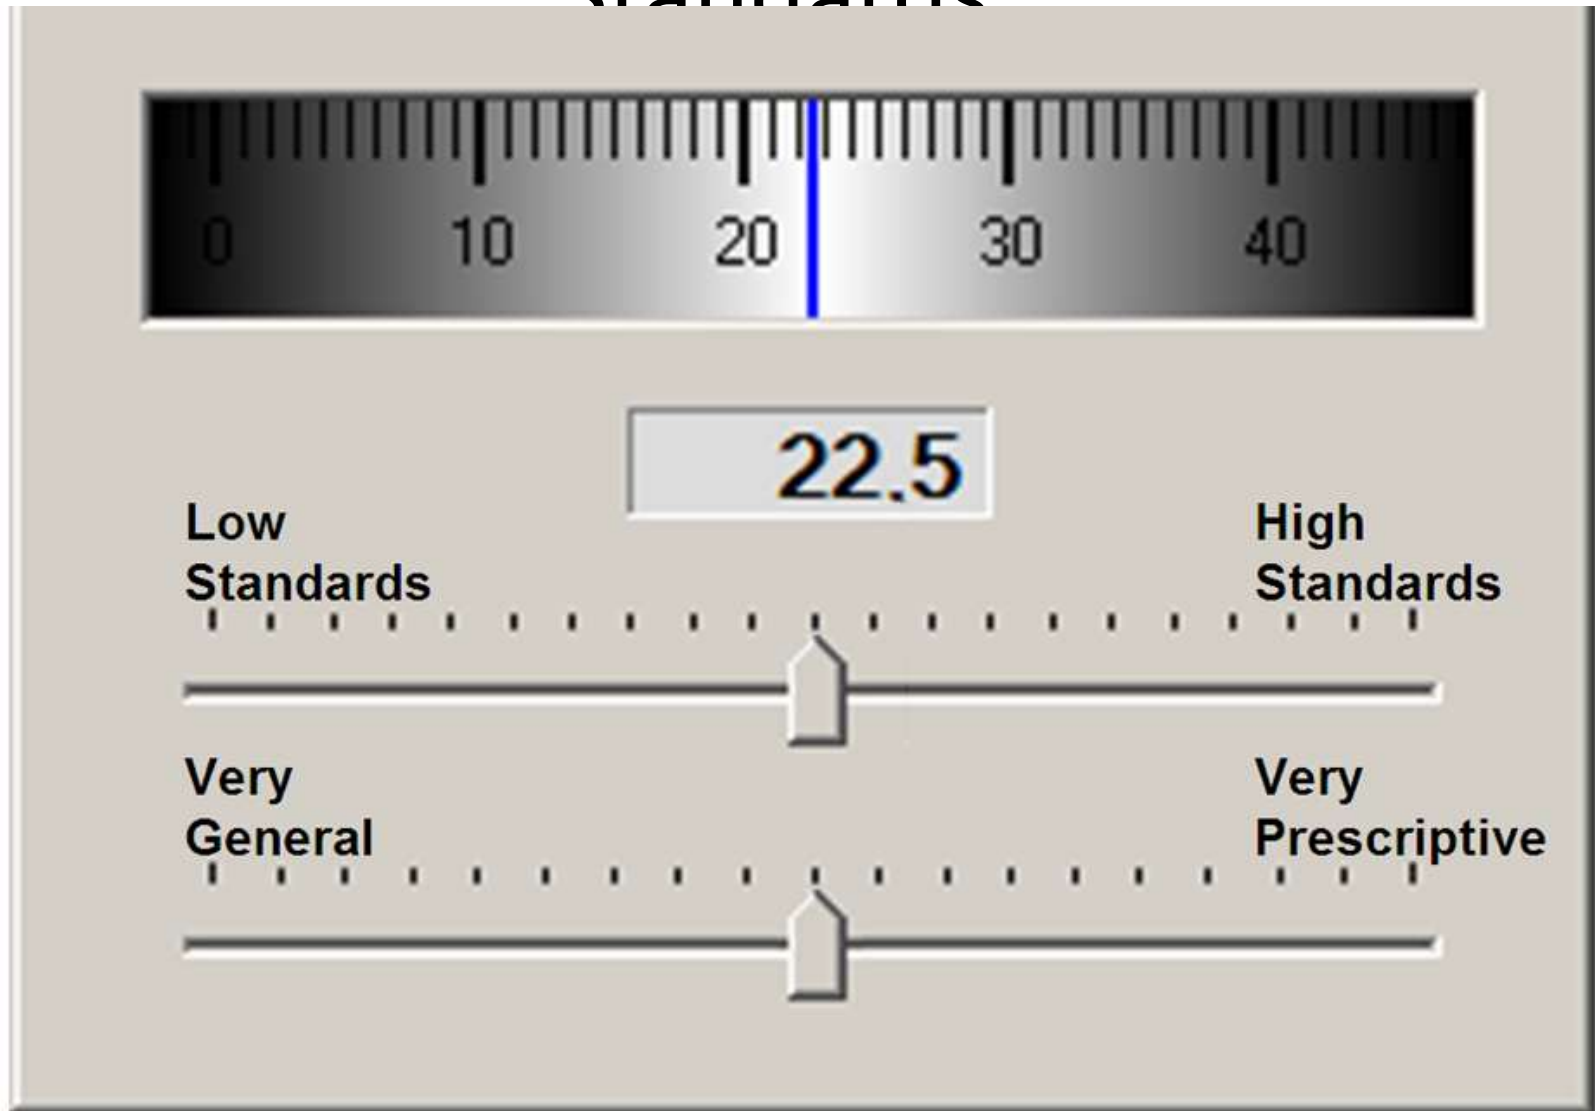 0 10 20 30 40
22.5
Low High
Standards Standards
Very Very
General Prescriptive